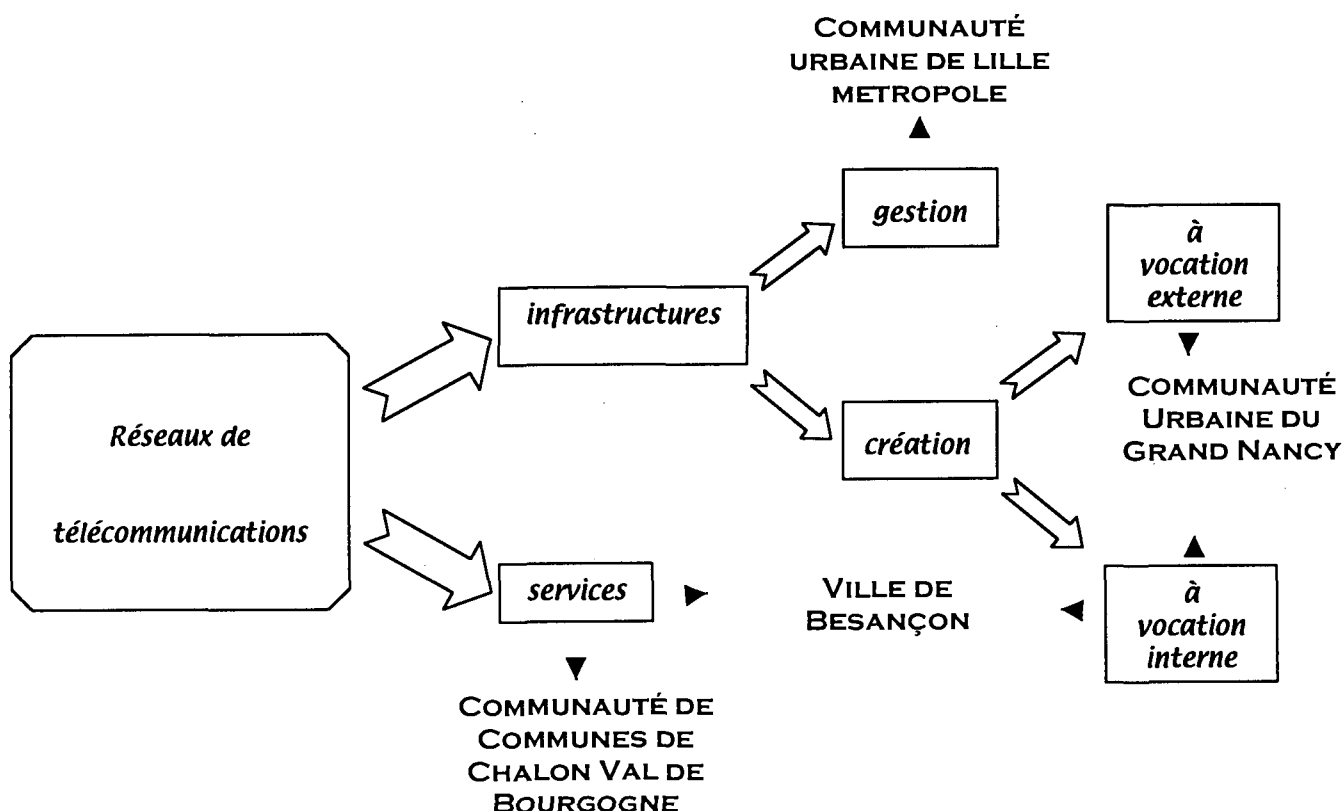 COMMUNAUTÉ
URBAINE DE LILLE
METROPOLE
gestion
à
vocation
externe
infrastructures
COMMUNAUTÉ
URBAINE DU
GRAND NANCY
Réseaux de
télécommunications
création
services
VILLE DE
BESANÇON
à
vocation
interne
COMMUNAUTÉ DE
COMMUNES DE
CHALON VAL DE
BOURGOGNE